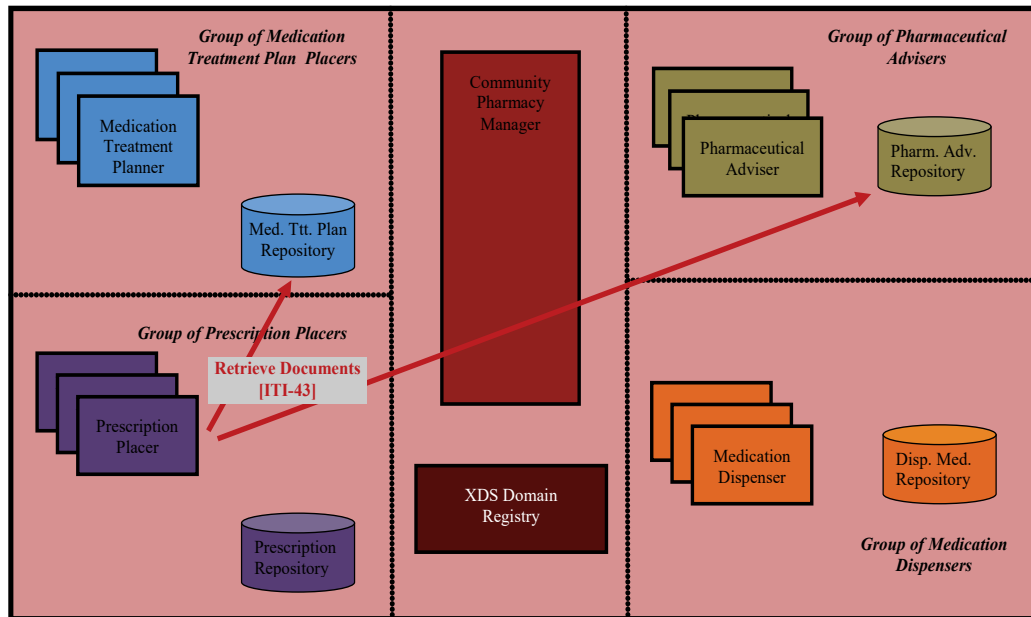 Group of Medication
Treatment Plan Placers
Medication
Treatment
Planner
Med. Ttt. Plan
Repository
Group of Prescription Placers
Retrieve Documents
[ITI-43]
Prescription
Placer
Prescription
Repository
Community
Pharmacy
Manager
XDS Domain
Registry
Group of Pharmaceutical
Advisers
Pharmaceutical
Adviser
Pharm. Adv.
Repository
Medication
Dispenser
Disp. Med.
Repository
Group of Medication
Dispensers